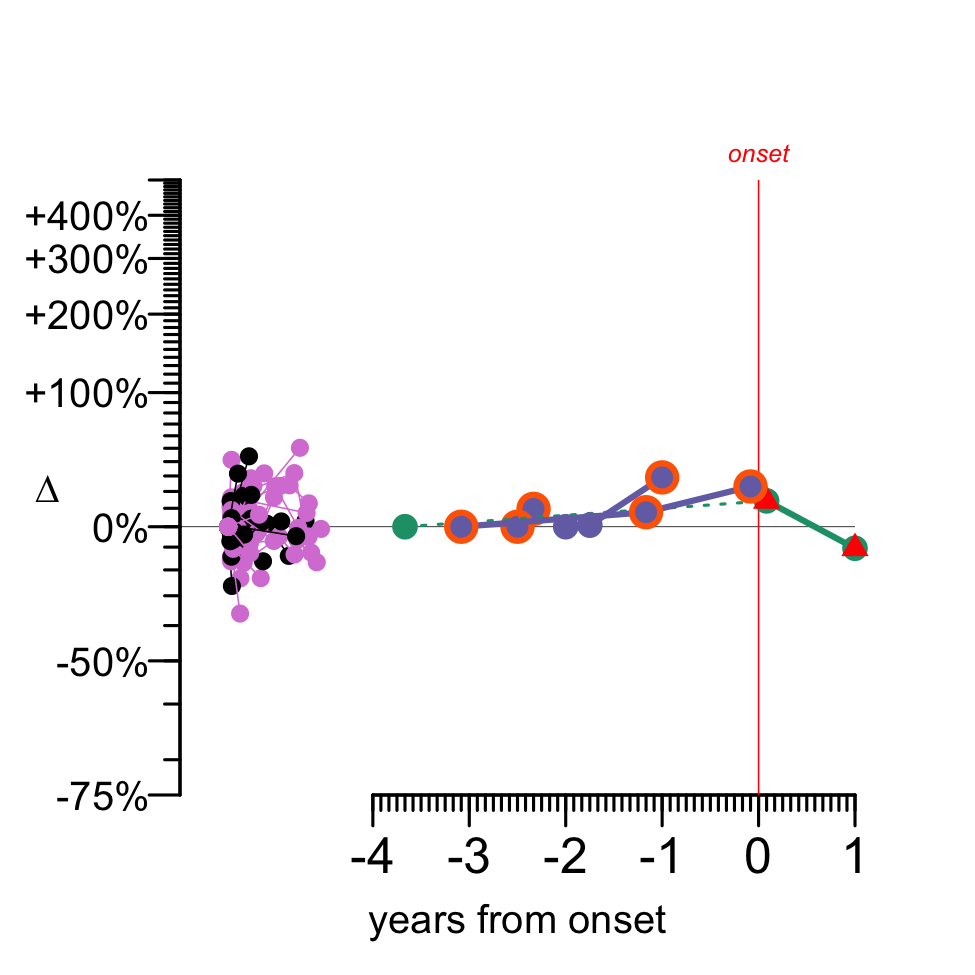 onset
+400%
+300%
+200%
+100%
Δ
0%
-50%
-75%
-4 -3 -2 -1 0 1
years from onset